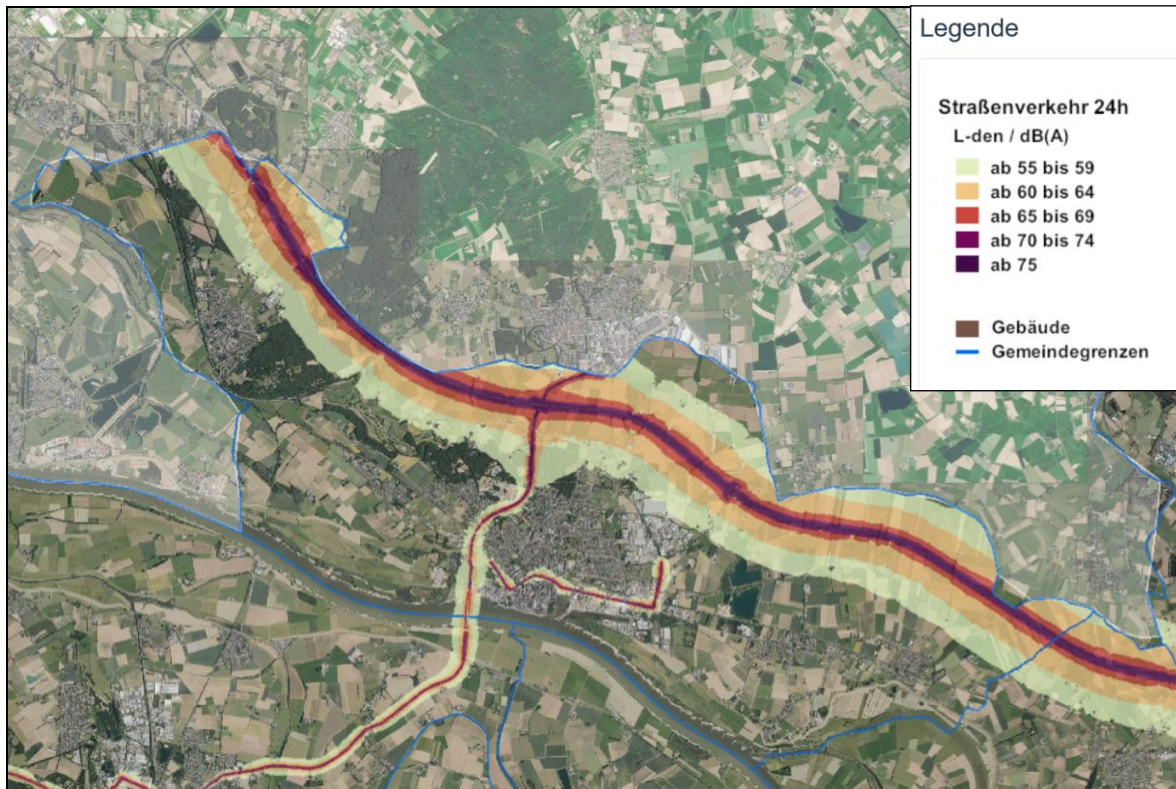 Legende
Straßenverkehr 24h
L-den / dB(A)
ab 55 bis 59
ab 60 bis 64
ab 65 bis 69
ab 70 bis 74
ab 75
Gebäude
Gemeindegrenzen